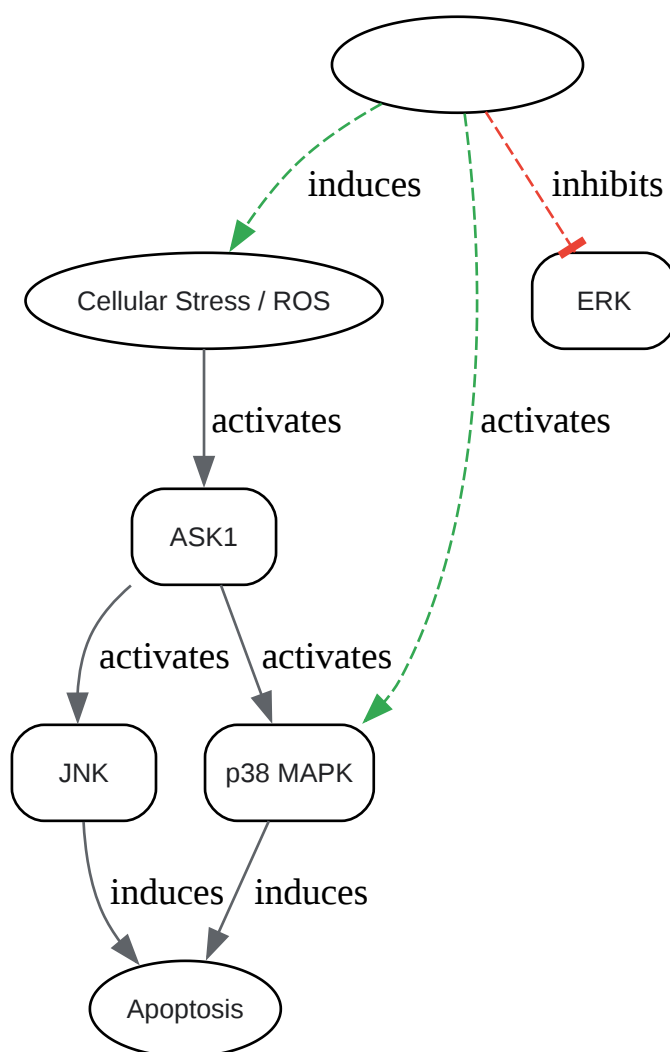 induces
inhibits
Cellular Stress / ROS
ERK
activates
activates
ASK1
activates
activates
JNK
p38 MAPK
induces
induces
Apoptosis